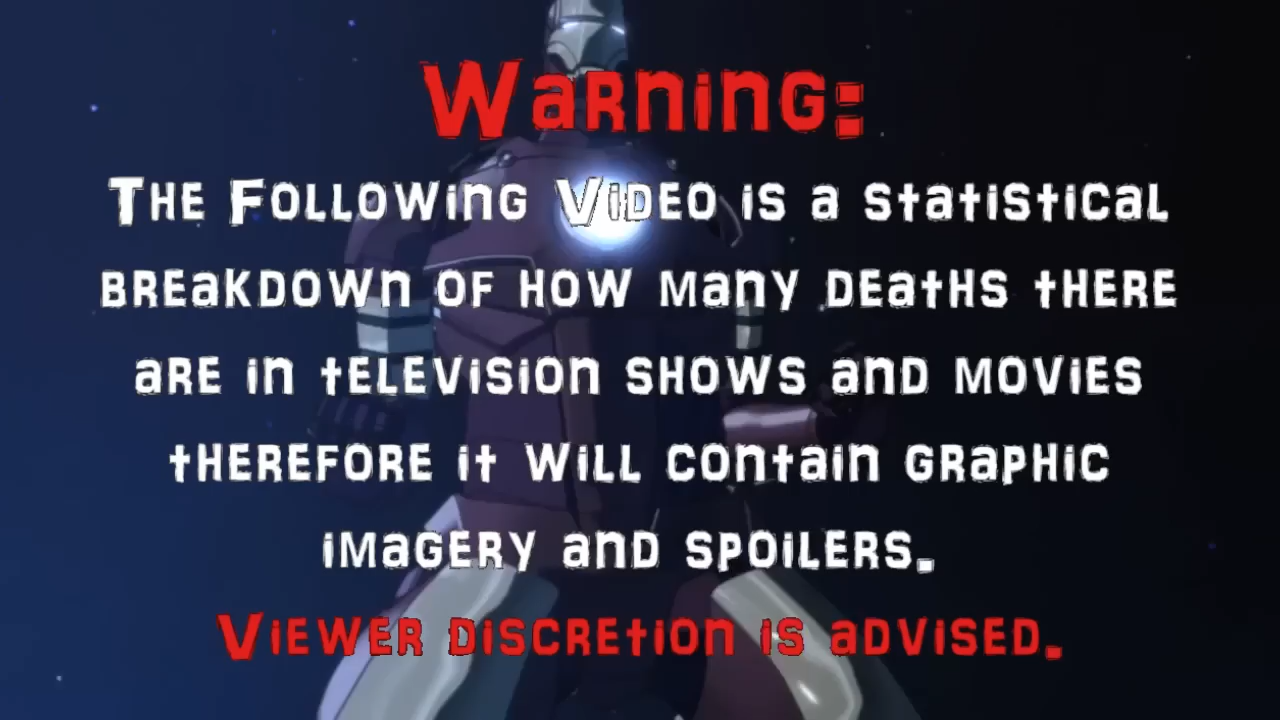 Warning:
The Following Video is a statistical
breakdown of how many deaths there
are in television shows and movies
therefore it will contain graphic
imagery and spoilers.
Viewer discretion is advised.